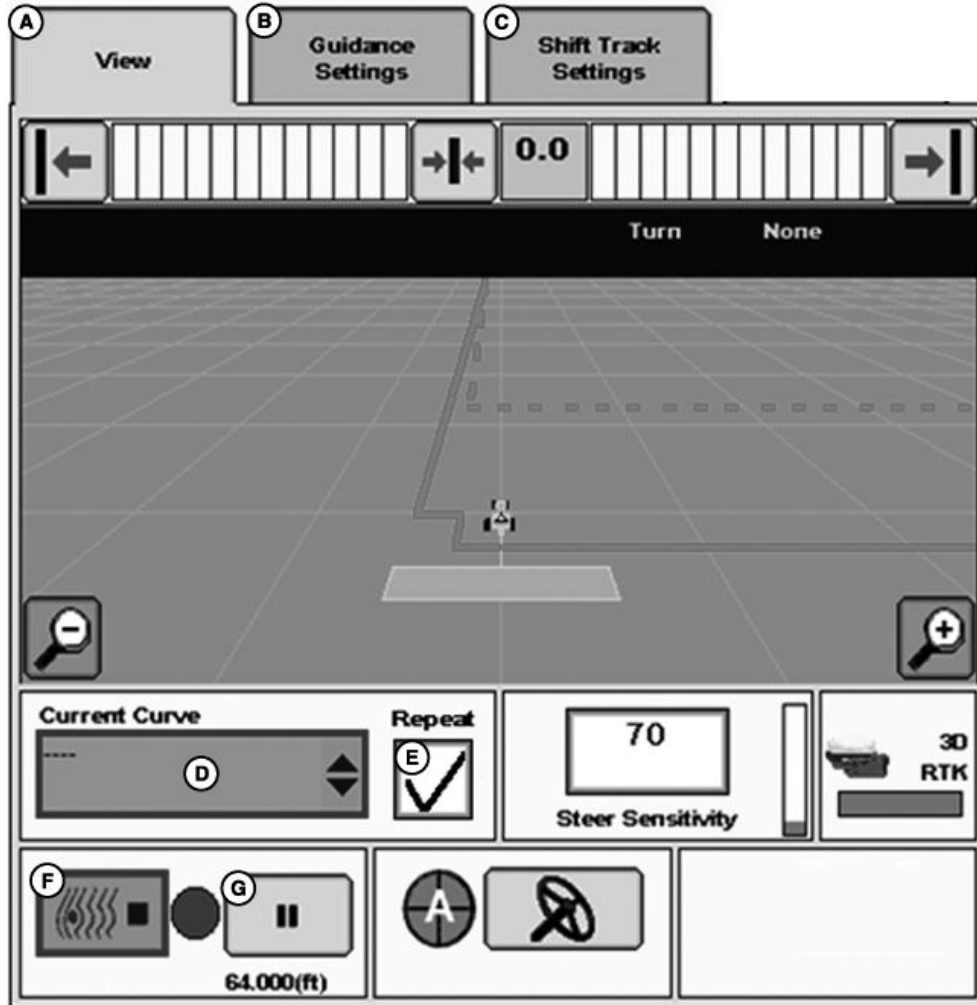 A
View
B
Guidance
Settings
C
Shift Track
Settings
0.0
Turn None
Current Curve
----
D
Repeat
E
70
Steer Sensitivity
3D
RTK
F
G
64.000(ft)
A